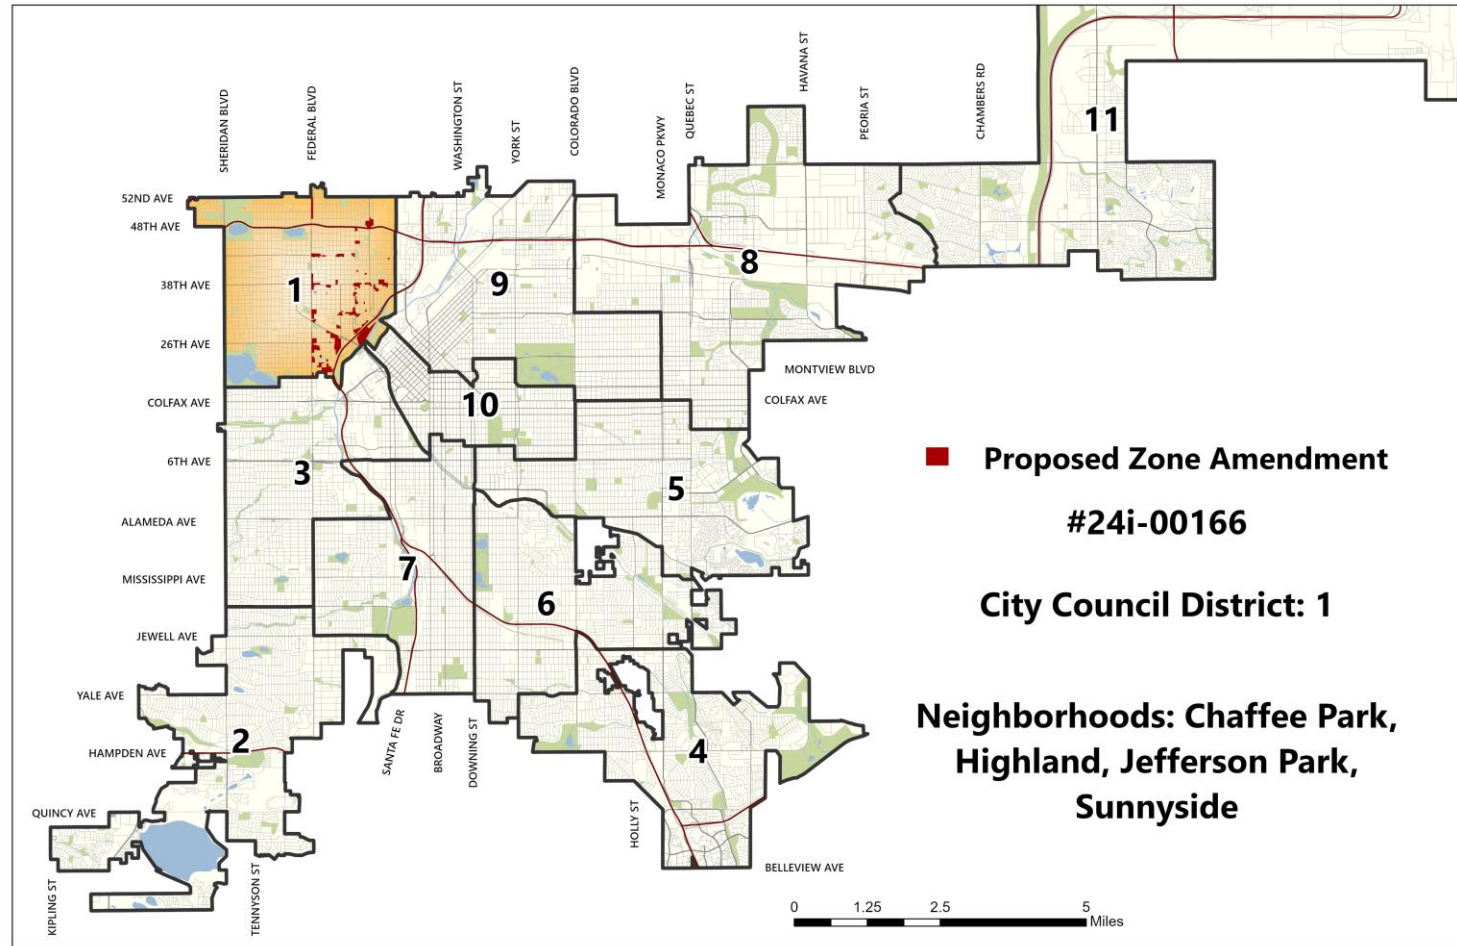 SHERIDAN BLVD
FEDERAL BLVD
WASHINGTON ST
YORK ST
COLORADO BLVD
MONACO PKWY
QUEBEC ST
HAVANA ST
PEORIA ST
CHAMBERS RD
11
52ND AVE
48TH AVE
38TH AVE
26TH AVE
COLFAX AVE
6TH AVE
ALAMEDA AVE
MISSISSIPPI AVE
JEWELL AVE
YALE AVE
HAMPDEN AVE
QUINCY AVE
1
9
8
MONTVIEW BLVD
COLFAX AVE
10
3
5
7
6
2
4
SANTA FE DR
BROADWAY
DOWNING ST
HOLLY ST
BELLEVIEW AVE
KIPLING ST
TENNYSON ST
Proposed Zone Amendment
#24i-00166
City Council District: 1
Neighborhoods: Chaffee Park,
Highland, Jefferson Park,
Sunnyside
0 1.25 2.5 5
Miles